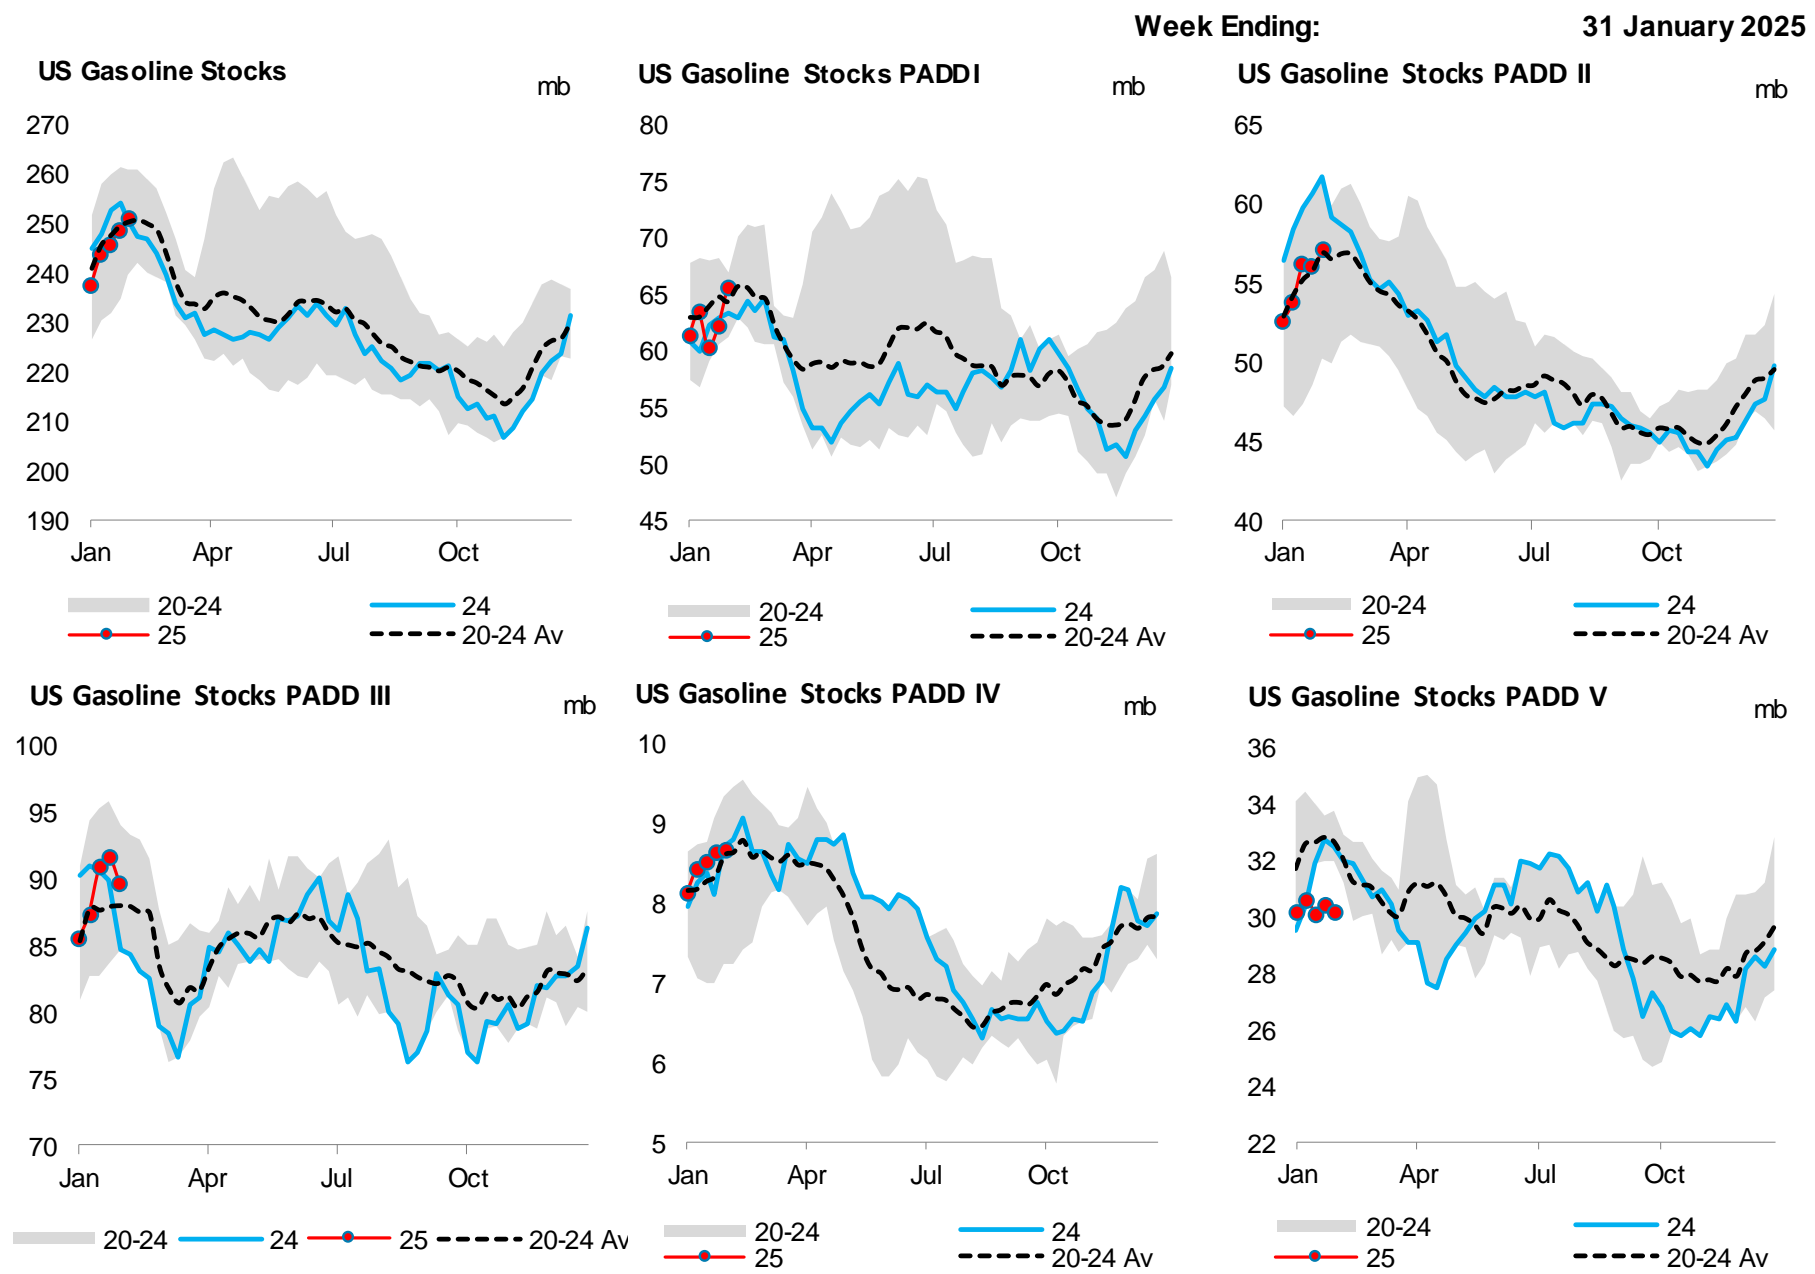 Week Ending: 31 January 2025
US Gasoline Stocks
mb
270
260
250
240
230
220
210
200
190
Jan Apr Jul Oct
20-24 24
25 20-24 Av
US Gasoline Stocks PADD I
mb
80
75
70
65
60
55
50
45
Jan Apr Jul Oct
20-24 24
25 20-24 Av
US Gasoline Stocks PADD II
mb
65
60
55
50
45
40
Jan Apr Jul Oct
20-24 24
25 20-24 Av
US Gasoline Stocks PADD III
mb
100
95
90
85
80
75
70
Jan Apr Jul Oct
20-24 24 25 20-24 Av
US Gasoline Stocks PADD IV
mb
10
9
8
7
6
5
Jan Apr Jul Oct
20-24 24
25 20-24 Av
US Gasoline Stocks PADD V
mb
36
34
32
30
28
26
24
22
Jan Apr Jul Oct
20-24 24
25 20-24 Av